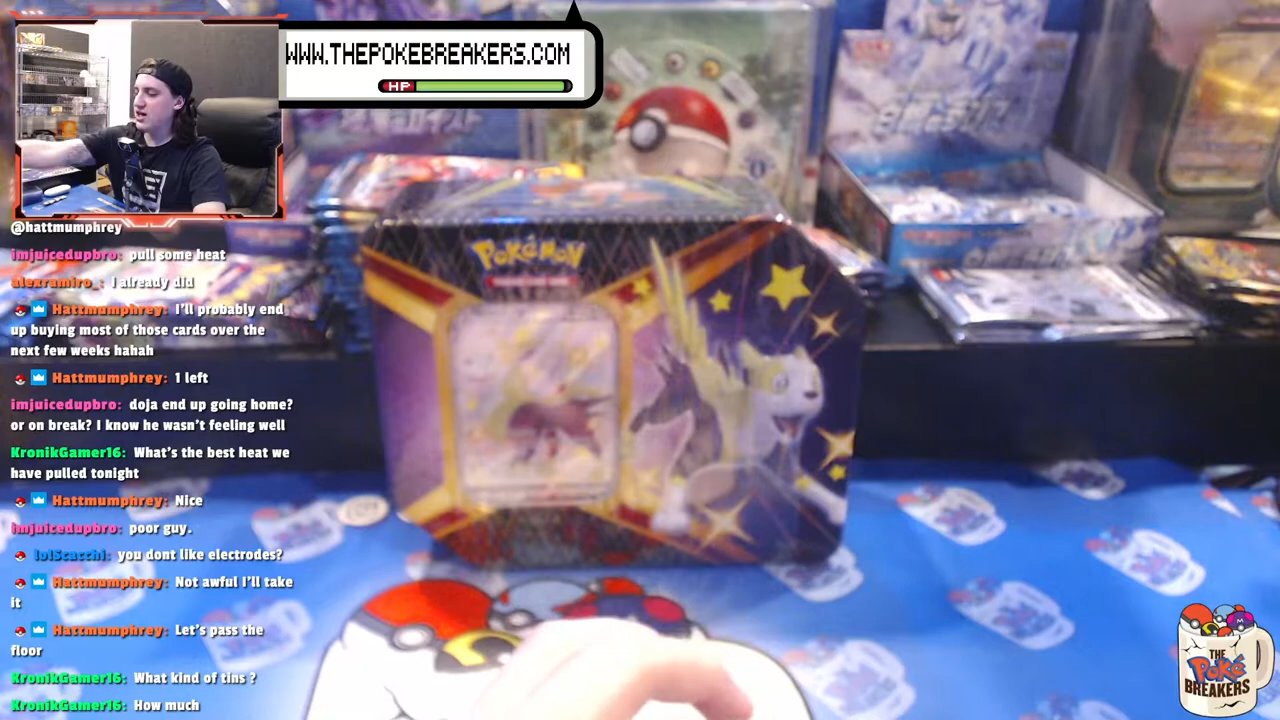 WWW.THEPOKEBREAKERS.COM
HP
@hattmumphrey
imjuicedupbro: pull some heat
alexramiro_: I already did
Hattmumphrey: I'll probably end
up buying most of those cards over the
next few weeks hahah
Hattmumphrey: 1 left
imjuicedupbro: doja end up going home?
or on break? I know he wasn't feeling well
KronikGamer16: What's the best heat we
have pulled tonight
Hattmumphrey: Nice
imjuicedupbro: poor guy.
lolScacchi: you dont like electrodes?
Hattmumphrey: Not awful I'll take
it
Hattmumphrey: Let's pass the
floor
KronikGamer16: What kind of tins ?
KronikGamer16: How much
POKéMON
THE
Poké
BREAKERS